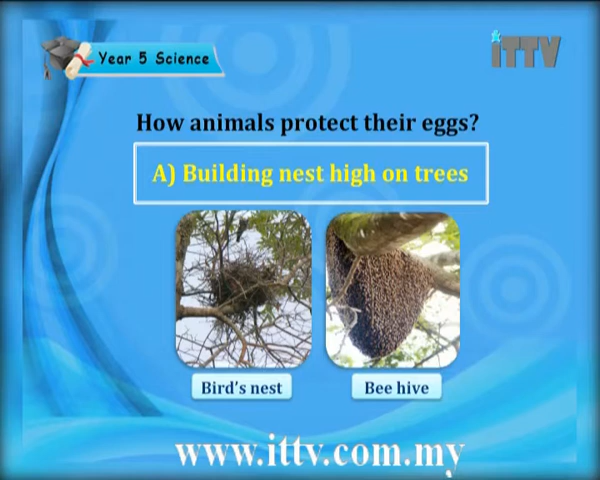 Year 5 Science
iTTV
How animals protect their eggs?
A) Building nest high on trees
Bird's nest
Bee hive
www.ittv.com.my